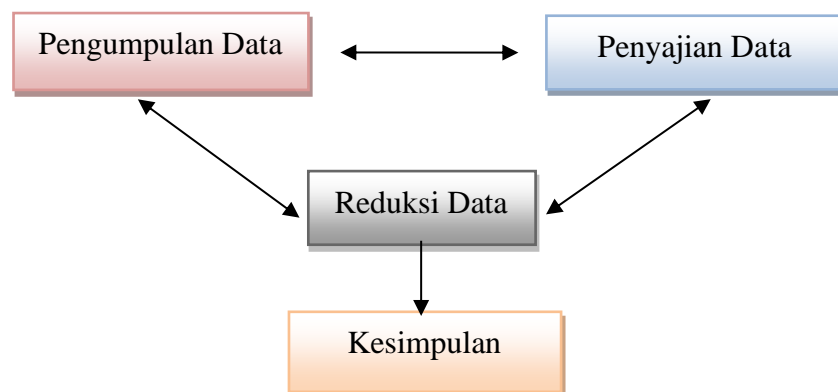 Pengumpulan Data
Penyajian Data
Reduksi Data
Kesimpulan